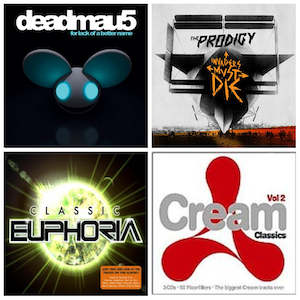 deadmau5
for lack of a better name
THE PRODIGY
INVADERS
MUST
DIE
CLASSIC
EUPHORIA
Vol 2
Cream
Classics
3 CDs - 50 Floorfillers - The biggest Cream tracks ever